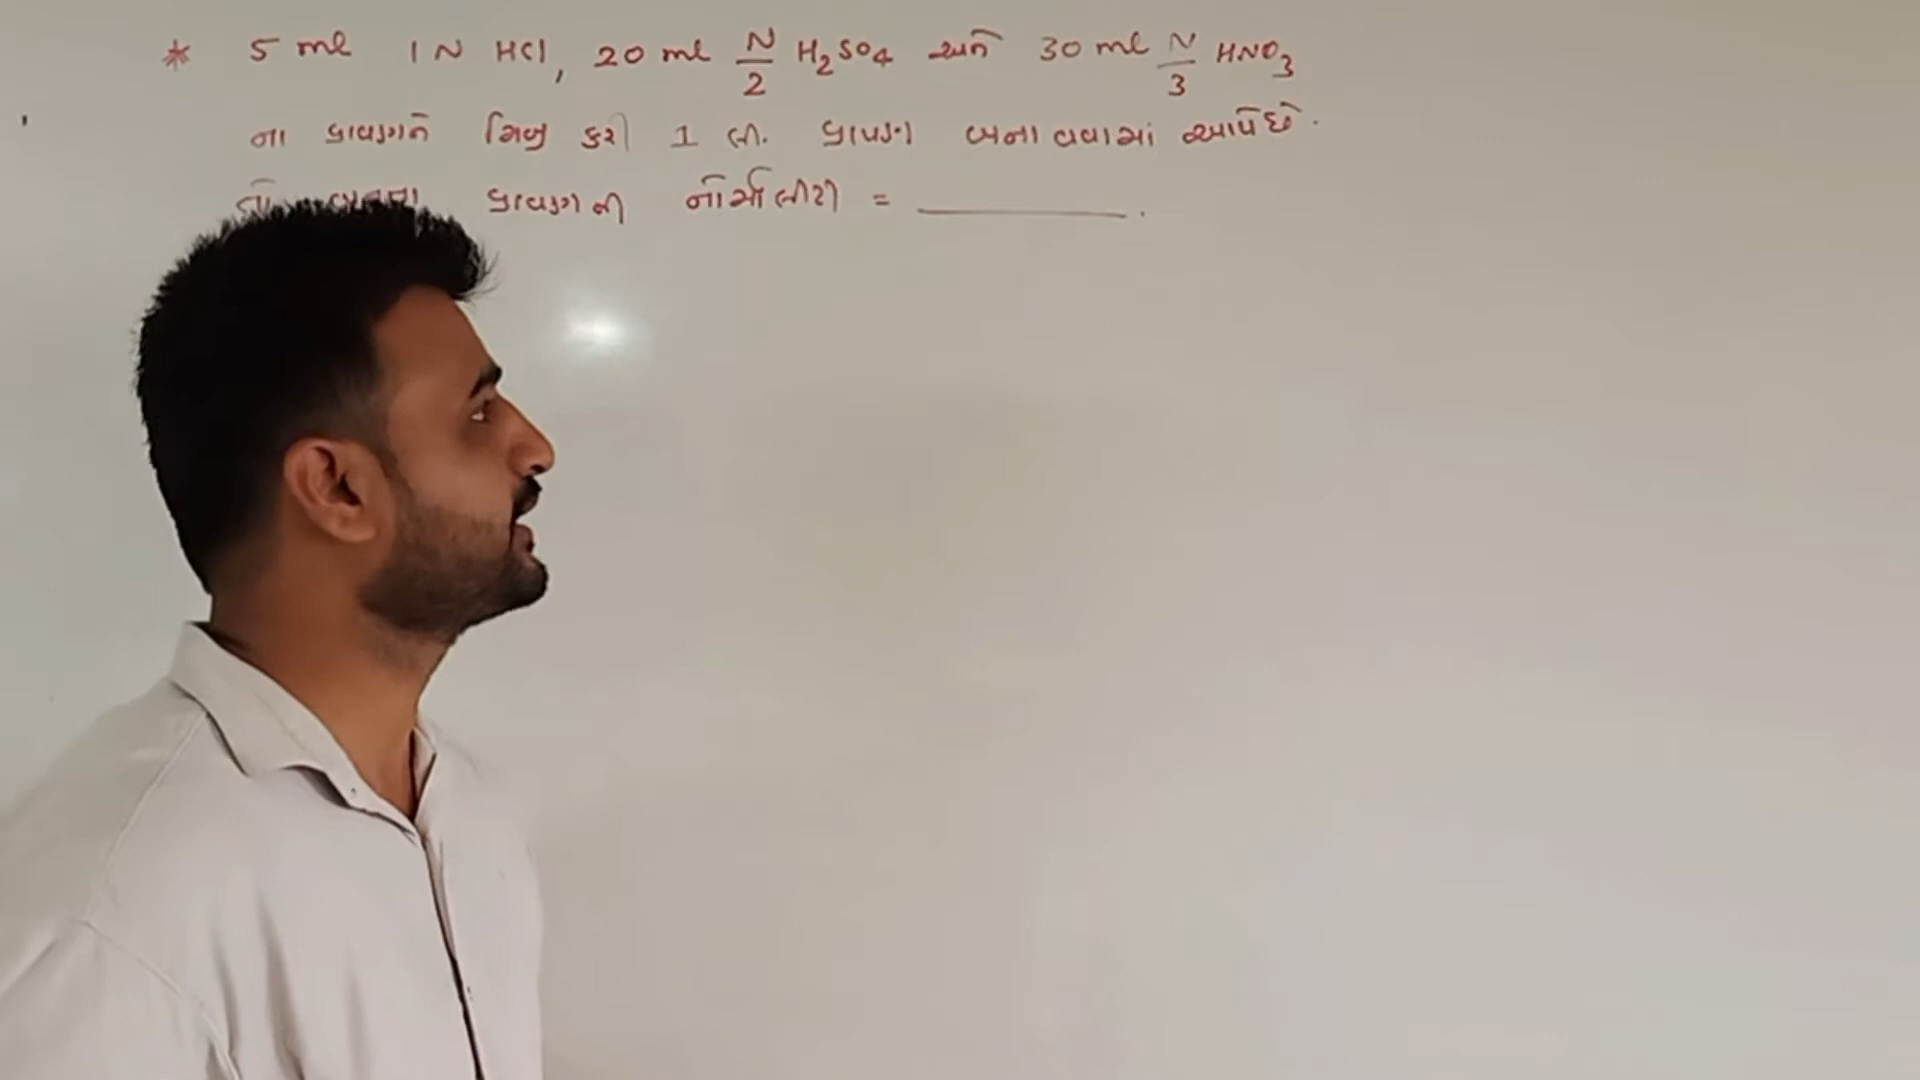 * 5 ml 1 N HCl, 20 ml N/2 H₂SO₄ અને 30 ml N/3 HNO₃
ના દ્રાવણને મિશ્ર કરી 1 લી. દ્રાવણ બનાવવામાં આવેછે.
દ્રાવણની નોર્માલીટી = ________.